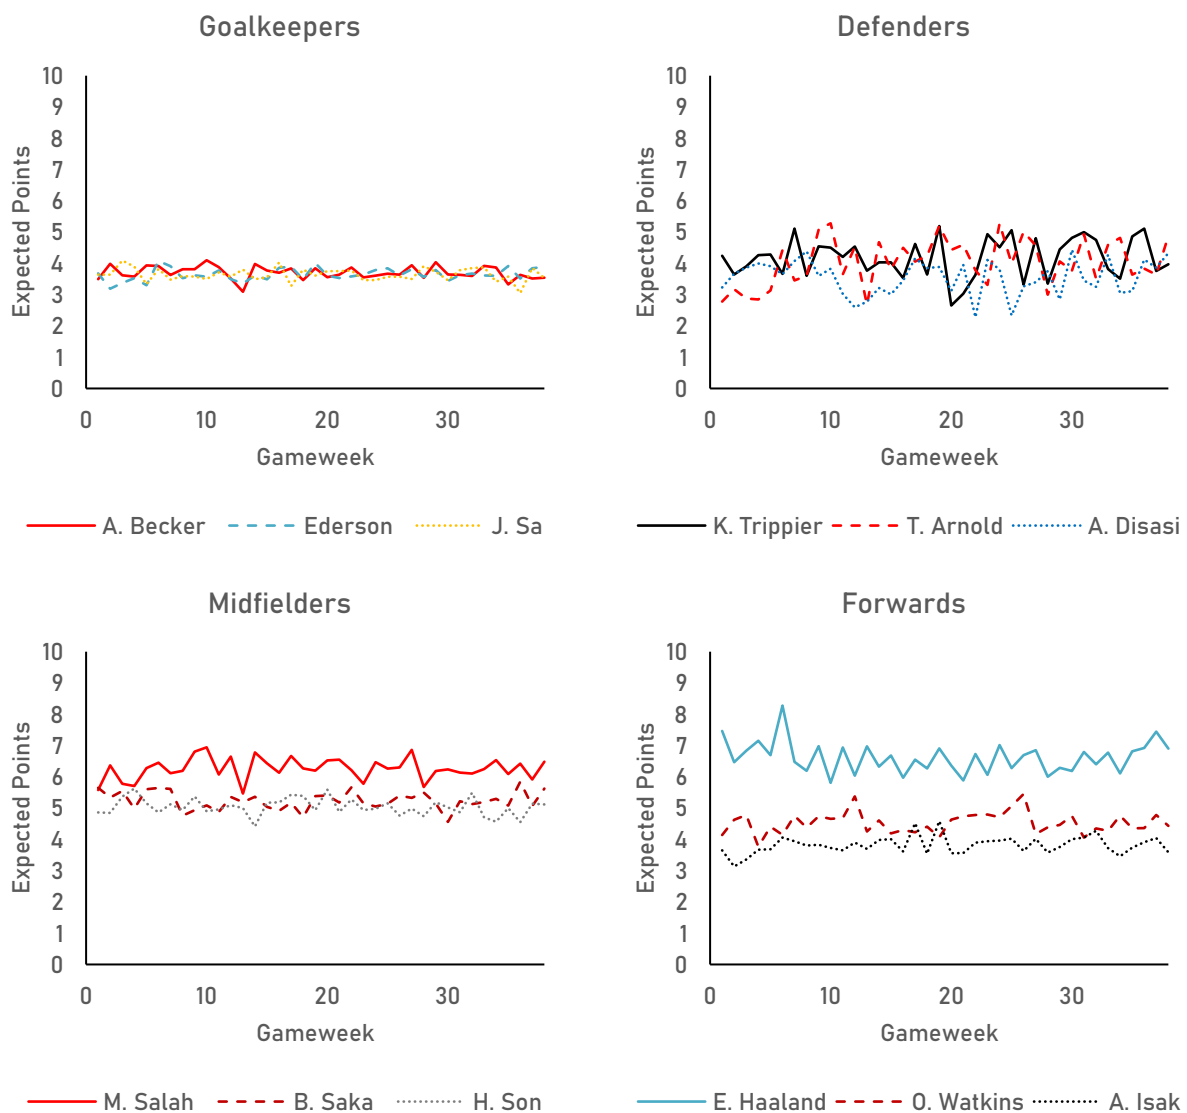 Goalkeepers
10
9
8
7
6
5
4
3
2
1
0
Expected Points
0 10 20 30
Gameweek
A. Becker Ederson J. Sa
Defenders
10
9
8
7
6
5
4
3
2
1
0
Expected Points
0 10 20 30
Gameweek
K. Trippier T. Arnold A. Disasi
Midfielders
10
9
8
7
6
5
4
3
2
1
0
Expected Points
0 10 20 30
Gameweek
M. Salah B. Saka H. Son
Forwards
10
9
8
7
6
5
4
3
2
1
0
Expected Points
0 10 20 30
Gameweek
E. Haaland O. Watkins A. Isak